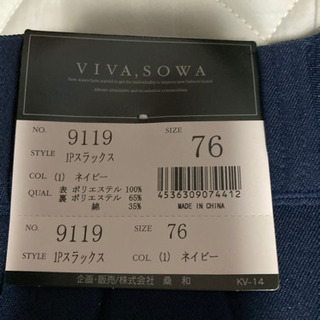 VIVA,SOWA
NO. 9119 SIZE 76
STYLE 1Pスラックス
COL (1) ネイビー
QUAL. 表 ポリエステル 100%
裏 ポリエステル 65%
綿 35%
4536309074412
MADE IN CHINA
NO. 9119 SIZE 76
STYLE 1Pスラックス COL (1) ネイビー
企画・販売/株式会社 桑 和 KV-14